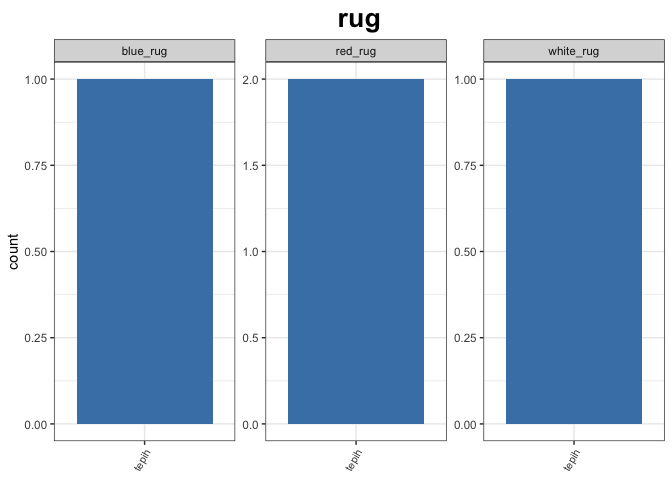 rug
blue_rug red_rug white_rug
1.00 2.0 1.00
0.75 1.5 0.75
0.50 1.0 0.50
0.25 0.5 0.25
0.00 0.0 0.00
count
tepih tepih tepih